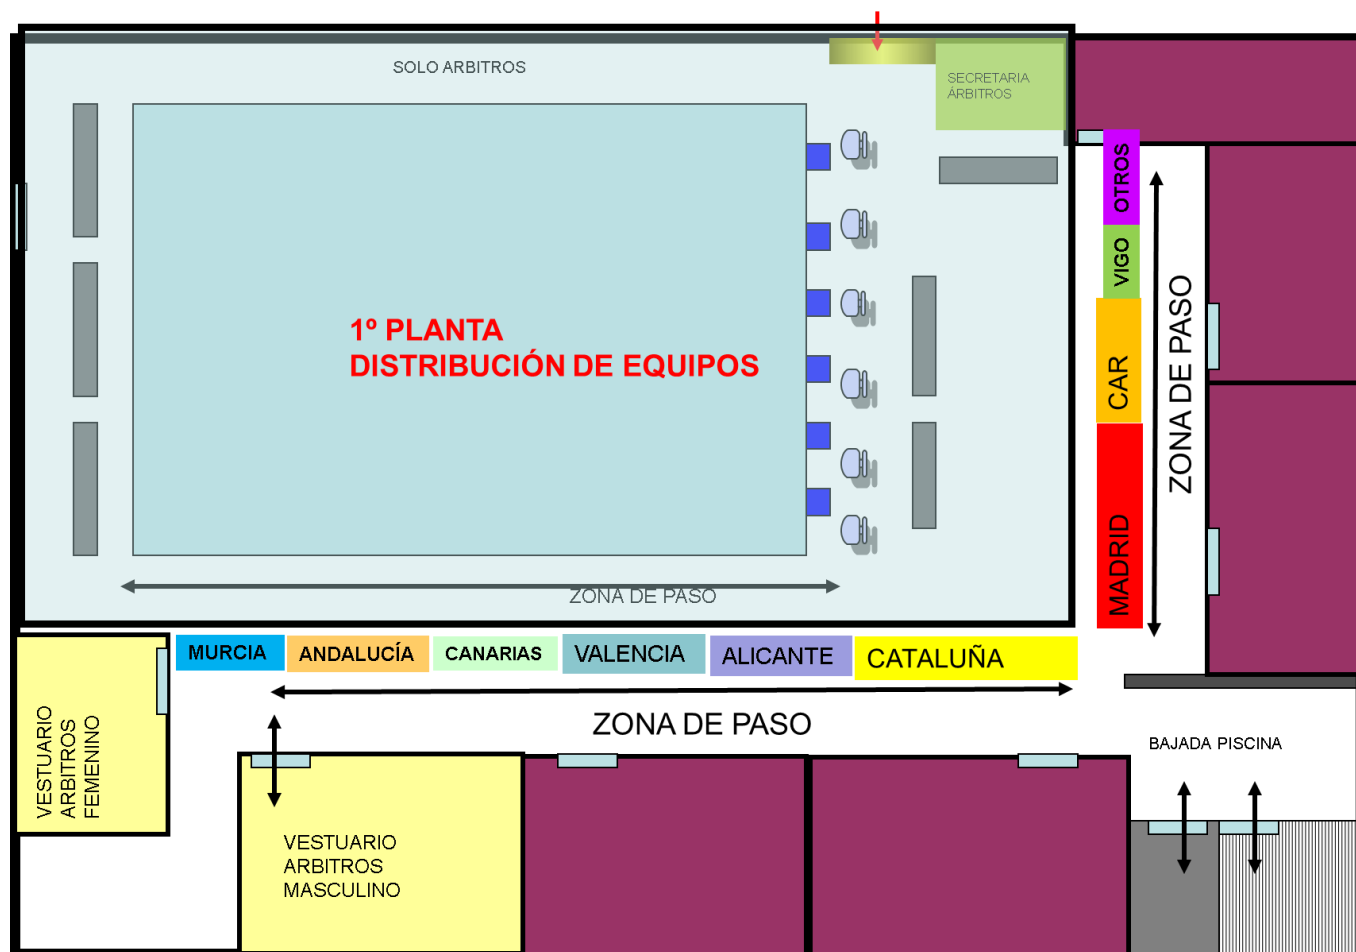 SOLO ARBITROS
SECRETARIA
ÁRBITROS
OTROS
VIGO
CAR
MADRID
ZONA DE PASO
1º PLANTA
DISTRIBUCIÓN DE EQUIPOS
ZONA DE PASO
MURCIA
ANDALUCÍA
CANARIAS
VALENCIA
ALICANTE
CATALUÑA
ZONA DE PASO
BAJADA PISCINA
VESTUARIO
ARBITROS
FEMENINO
VESTUARIO
ARBITROS
MASCULINO